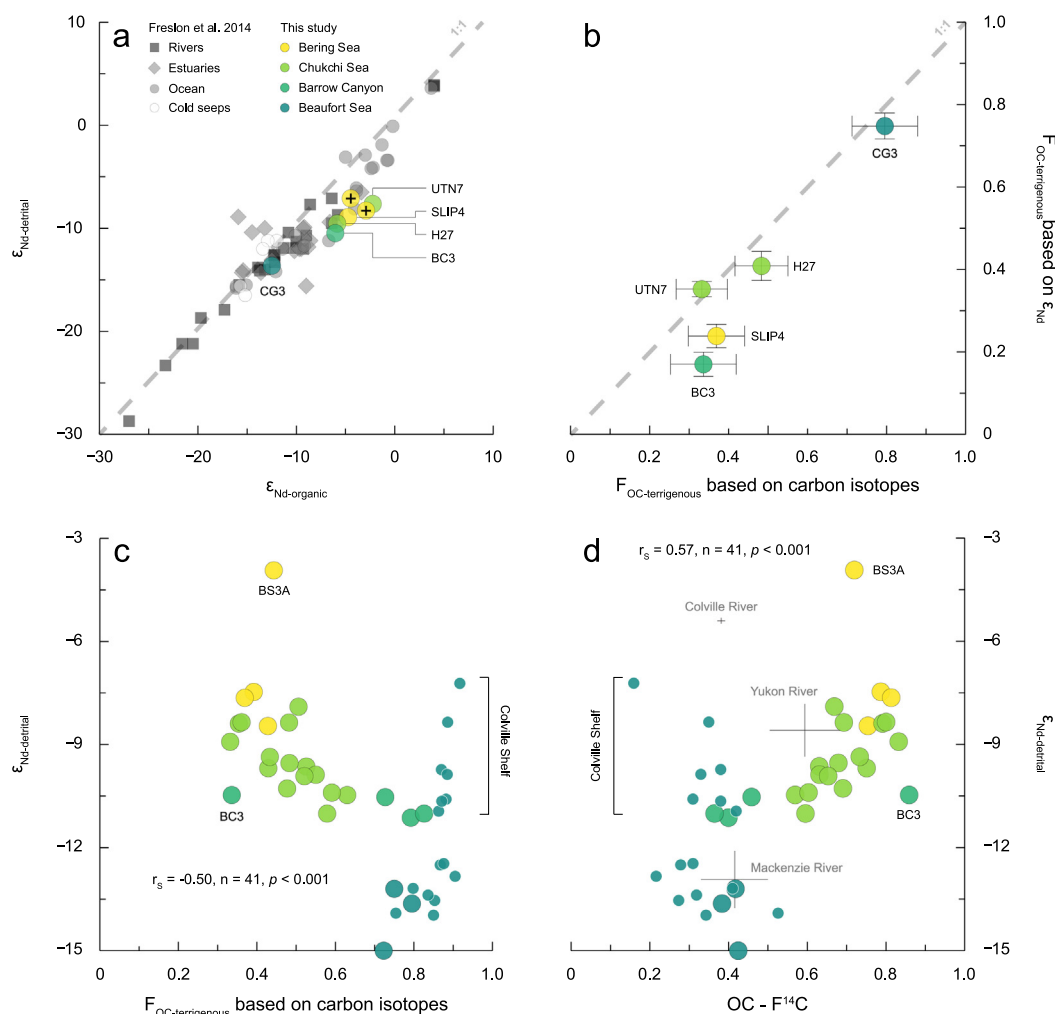 a
Freslon et al. 2014
Rivers
Estuaries
Ocean
Cold seeps
This study
Bering Sea
Chukchi Sea
Barrow Canyon
Beaufort Sea
1:1
UTN7
SLIP4
H27
BC3
CG3
10
0
−10
−20
−30
εNd-detrital
−30
−20
−10
0
10
εNd-organic
b
1:1
CG3
H27
UTN7
SLIP4
BC3
1.0
0.8
0.6
0.4
0.2
0
FOC-terrigenous based on εNd
0
0.2
0.4
0.6
0.8
1.0
FOC-terrigenous based on carbon isotopes
c
BS3A
BC3
Colville Shelf
rS = -0.50, n = 41, p < 0.001
−3
−6
−9
−12
−15
εNd-detrital
0
0.2
0.4
0.6
0.8
1.0
FOC-terrigenous based on carbon isotopes
d
rS = 0.57, n = 41, p < 0.001
BS3A
Colville River
Yukon River
Colville Shelf
BC3
Mackenzie River
−3
−6
−9
−12
−15
εNd-detrital
0
0.2
0.4
0.6
0.8
1.0
OC - F¹⁴C